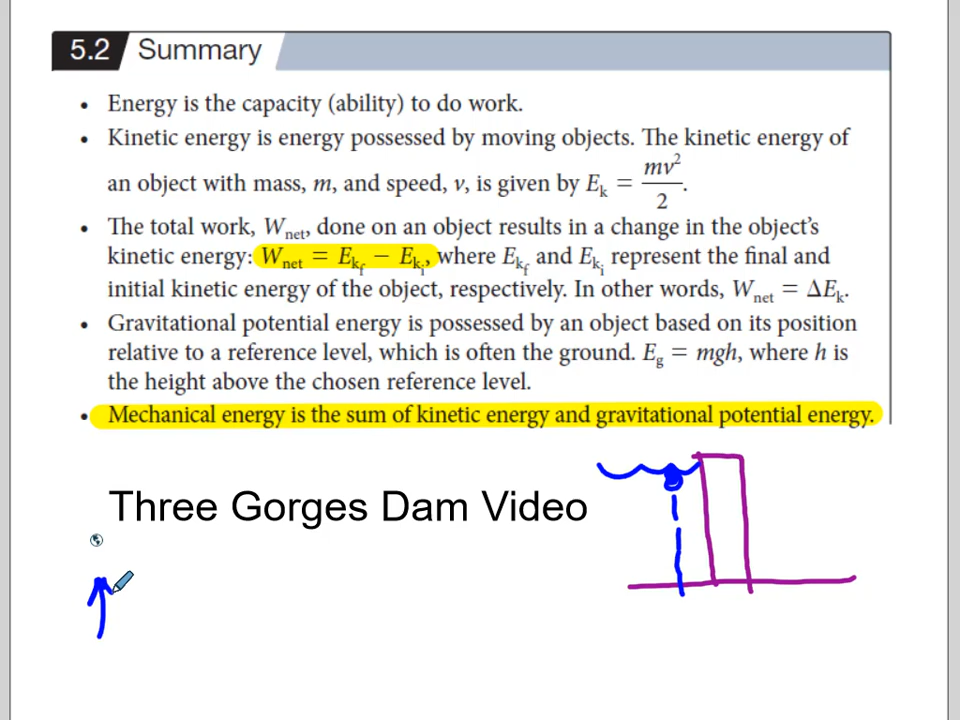 5.2 Summary
• Energy is the capacity (ability) to do work.
• Kinetic energy is energy possessed by moving objects. The kinetic energy of
an object with mass, m, and speed, v, is given by E_k = mv²/2.
• The total work, W_net, done on an object results in a change in the object's
kinetic energy: W_net = E_k_f − E_k_i, where E_k_f and E_k_i represent the final and
initial kinetic energy of the object, respectively. In other words, W_net = ΔE_k.
• Gravitational potential energy is possessed by an object based on its position
relative to a reference level, which is often the ground. E_g = mgh, where h is
the height above the chosen reference level.
• Mechanical energy is the sum of kinetic energy and gravitational potential energy.
Three Gorges Dam Video